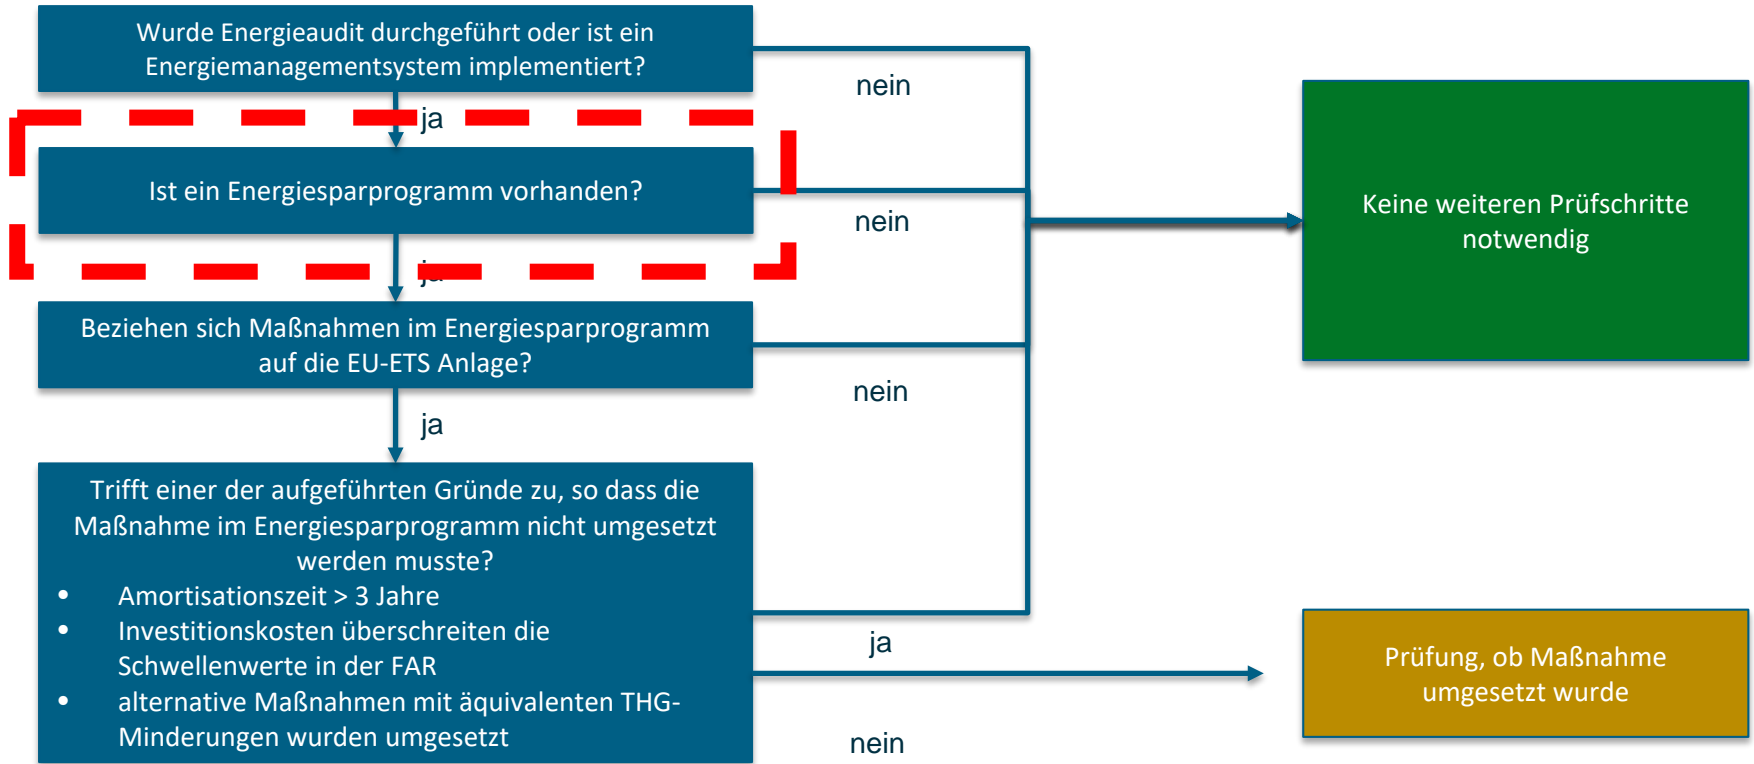 Wurde Energieaudit durchgeführt oder ist ein
Energiemanagementsystem implementiert?
nein
ja
Ist ein Energiesparprogramm vorhanden?
nein
Keine weiteren Prüfschritte
notwendig
ja
Beziehen sich Maßnahmen im Energiesparprogramm
auf die EU-ETS Anlage?
nein
ja
Trifft einer der aufgeführten Gründe zu, so dass die
Maßnahme im Energiesparprogramm nicht umgesetzt
werden musste?
• Amortisationszeit > 3 Jahre
• Investitionskosten überschreiten die
Schwellenwerte in der FAR
• alternative Maßnahmen mit äquivalenten THG-
Minderungen wurden umgesetzt
ja
nein
Prüfung, ob Maßnahme
umgesetzt wurde